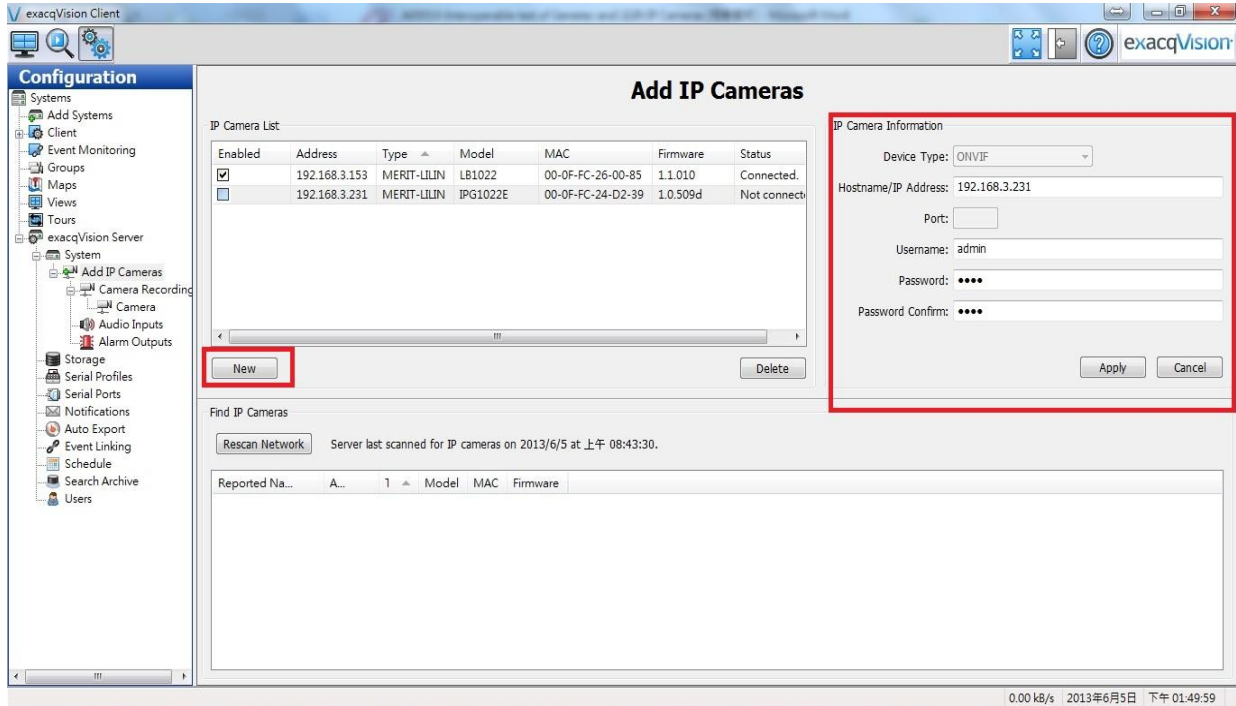 exacqVision Client
exacqVision
Configuration
Systems
Add Systems
Client
Event Monitoring
Groups
Maps
Views
Tours
exacqVision Server
System
Add IP Cameras
Camera Recording
Camera
Audio Inputs
Alarm Outputs
Storage
Serial Profiles
Serial Ports
Notifications
Auto Export
Event Linking
Schedule
Search Archive
Users
Add IP Cameras
IP Camera List
Enabled Address Type Model MAC Firmware Status
192.168.3.153 MERIT-LILIN LB1022 00-0F-FC-26-00-85 1.1.010 Connected.
192.168.3.231 MERIT-LILIN IPG1022E 00-0F-FC-24-D2-39 1.0.509d Not connect
New
Delete
IP Camera Information
Device Type: ONVIF
Hostname/IP Address: 192.168.3.231
Port:
Username: admin
Password: ••••
Password Confirm: ••••
Apply Cancel
Find IP Cameras
Rescan Network Server last scanned for IP cameras on 2013/6/5 at 上午 08:43:30.
Reported Na... A... 1 Model MAC Firmware
0.00 kB/s 2013年6月5日 下午 01:49:59